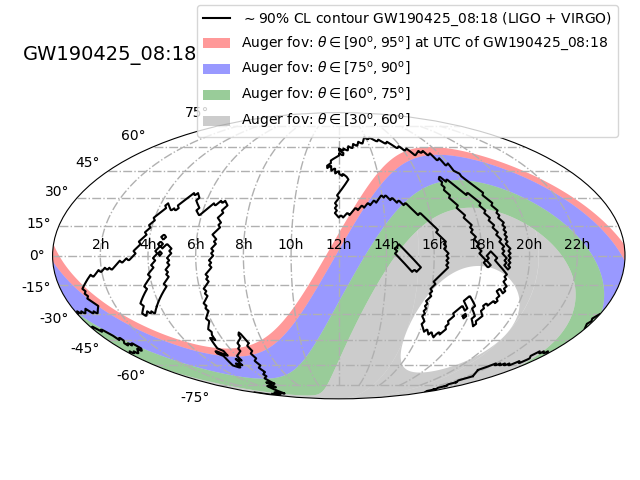 GW190425_08:18
~90% CL contour GW190425_08:18 (LIGO + VIRGO)
Auger fov: θ∈[90°, 95°] at UTC of GW190425_08:18
Auger fov: θ∈[75°, 90°]
Auger fov: θ∈[60°, 75°]
Auger fov: θ∈[30°, 60°]
75°
60°
45°
30°
15°
0°
-15°
-30°
-45°
-60°
-75°
2h 4h 6h 8h 10h 12h 14h 16h 18h 20h 22h